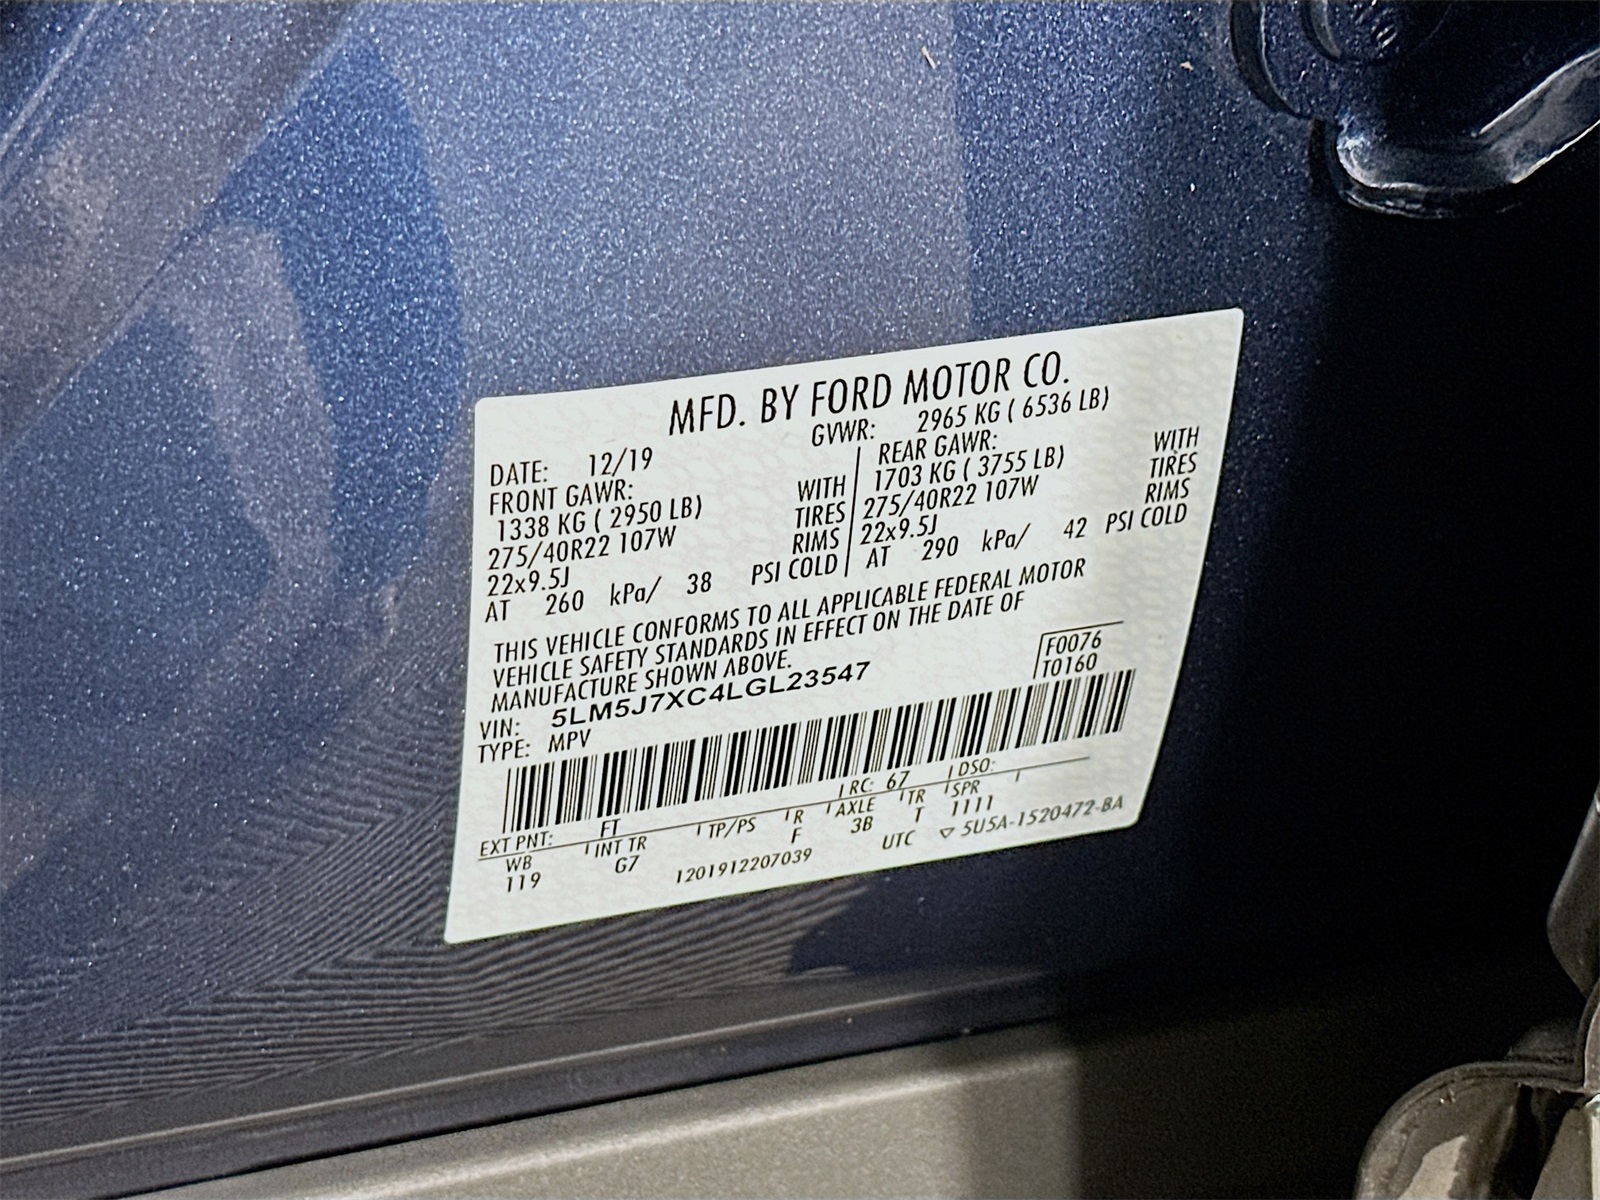 MFD. BY FORD MOTOR CO.
DATE: 12/19 GVWR: 2965 KG ( 6536 LB)
FRONT GAWR:
1338 KG ( 2950 LB) WITH
275/40R22 107W TIRES
22x9.5J RIMS
AT 260 kPa/ 38 PSI COLD
REAR GAWR:
1703 KG ( 3755 LB) WITH
275/40R22 107W TIRES
22x9.5J RIMS
AT 290 kPa/ 42 PSI COLD
THIS VEHICLE CONFORMS TO ALL APPLICABLE FEDERAL MOTOR
VEHICLE SAFETY STANDARDS IN EFFECT ON THE DATE OF
MANUFACTURE SHOWN ABOVE.
VIN: 5LM5J7XC4LGL23547
TYPE: MPV
F0076
T0160
EXT PNT: FT RC: 67 DSO:
WB INT TR TP/PS R AXLE TR SPR
119 G7 F 3B T 1111
1201912207039 UTC ▽ 5U5A-1520472-BA